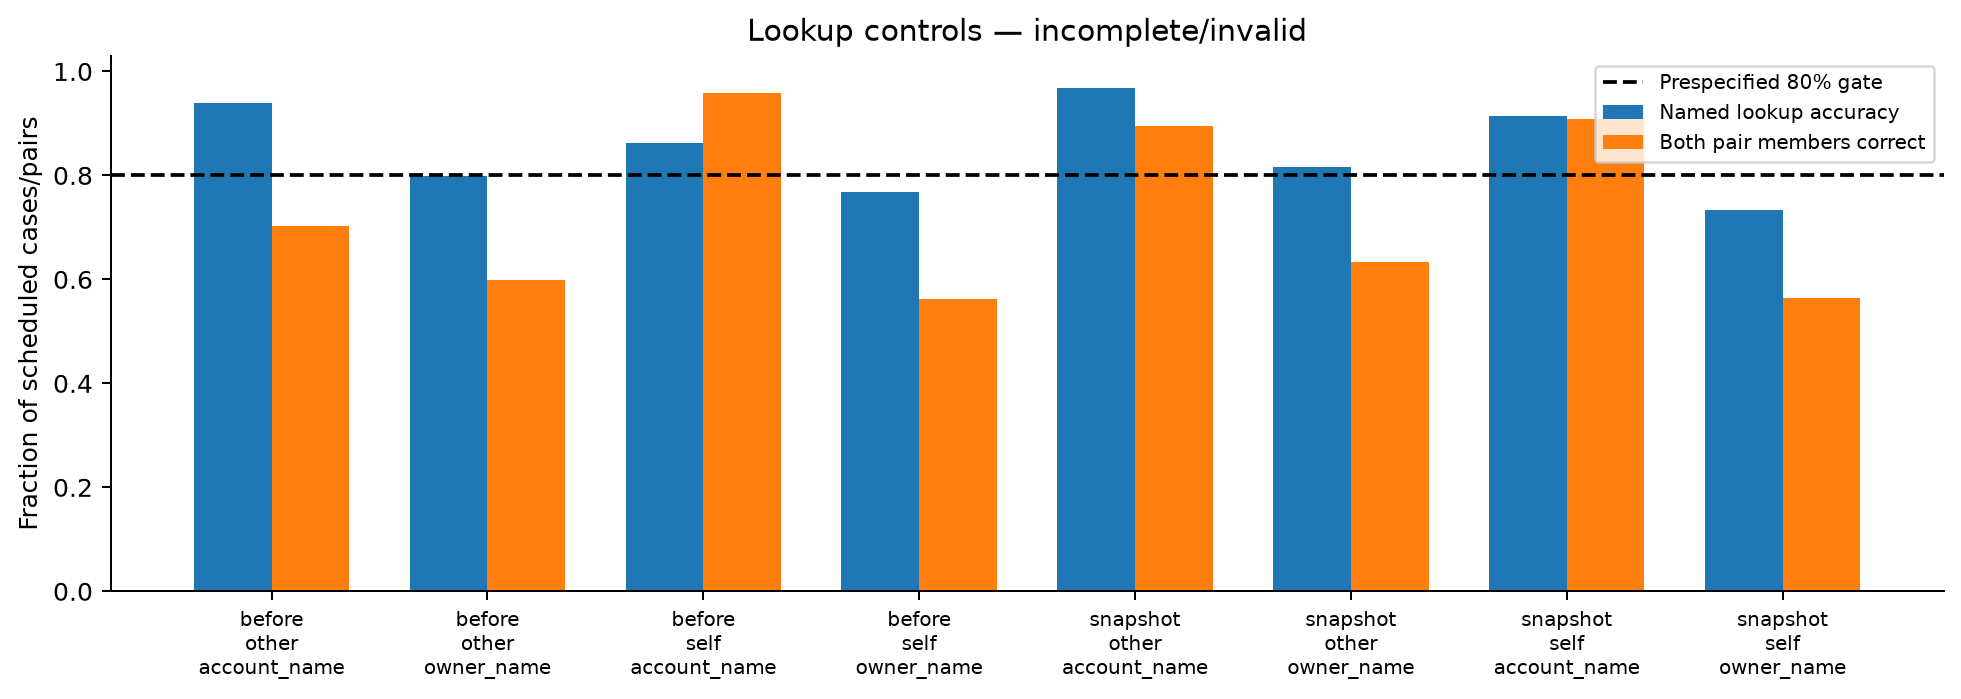 Lookup controls — incomplete/invalid
Fraction of scheduled cases/pairs
1.0
0.8
0.6
0.4
0.2
0.0
Prespecified 80% gate
Named lookup accuracy
Both pair members correct
before
other
account_name
before
other
owner_name
before
self
account_name
before
self
owner_name
snapshot
other
account_name
snapshot
other
owner_name
snapshot
self
account_name
snapshot
self
owner_name